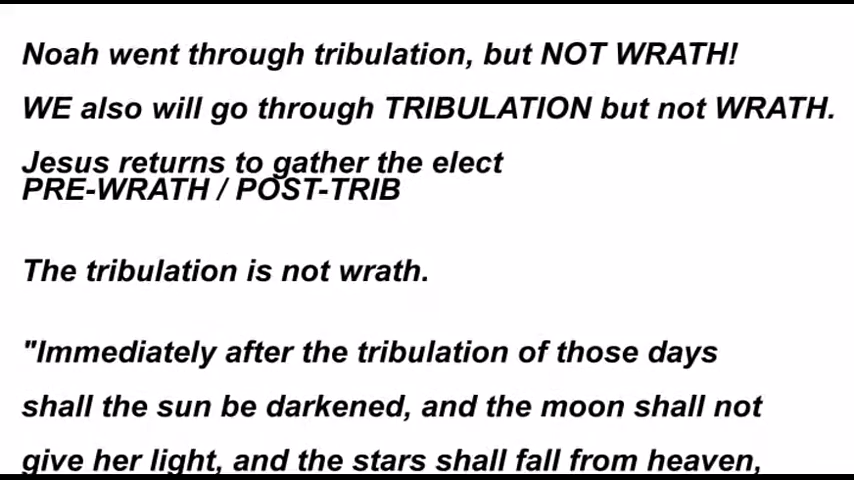 Noah went through tribulation, but NOT WRATH!
WE also will go through TRIBULATION but not WRATH.
Jesus returns to gather the elect
PRE-WRATH / POST-TRIB
The tribulation is not wrath.
"Immediately after the tribulation of those days
shall the sun be darkened, and the moon shall not
give her light, and the stars shall fall from heaven,